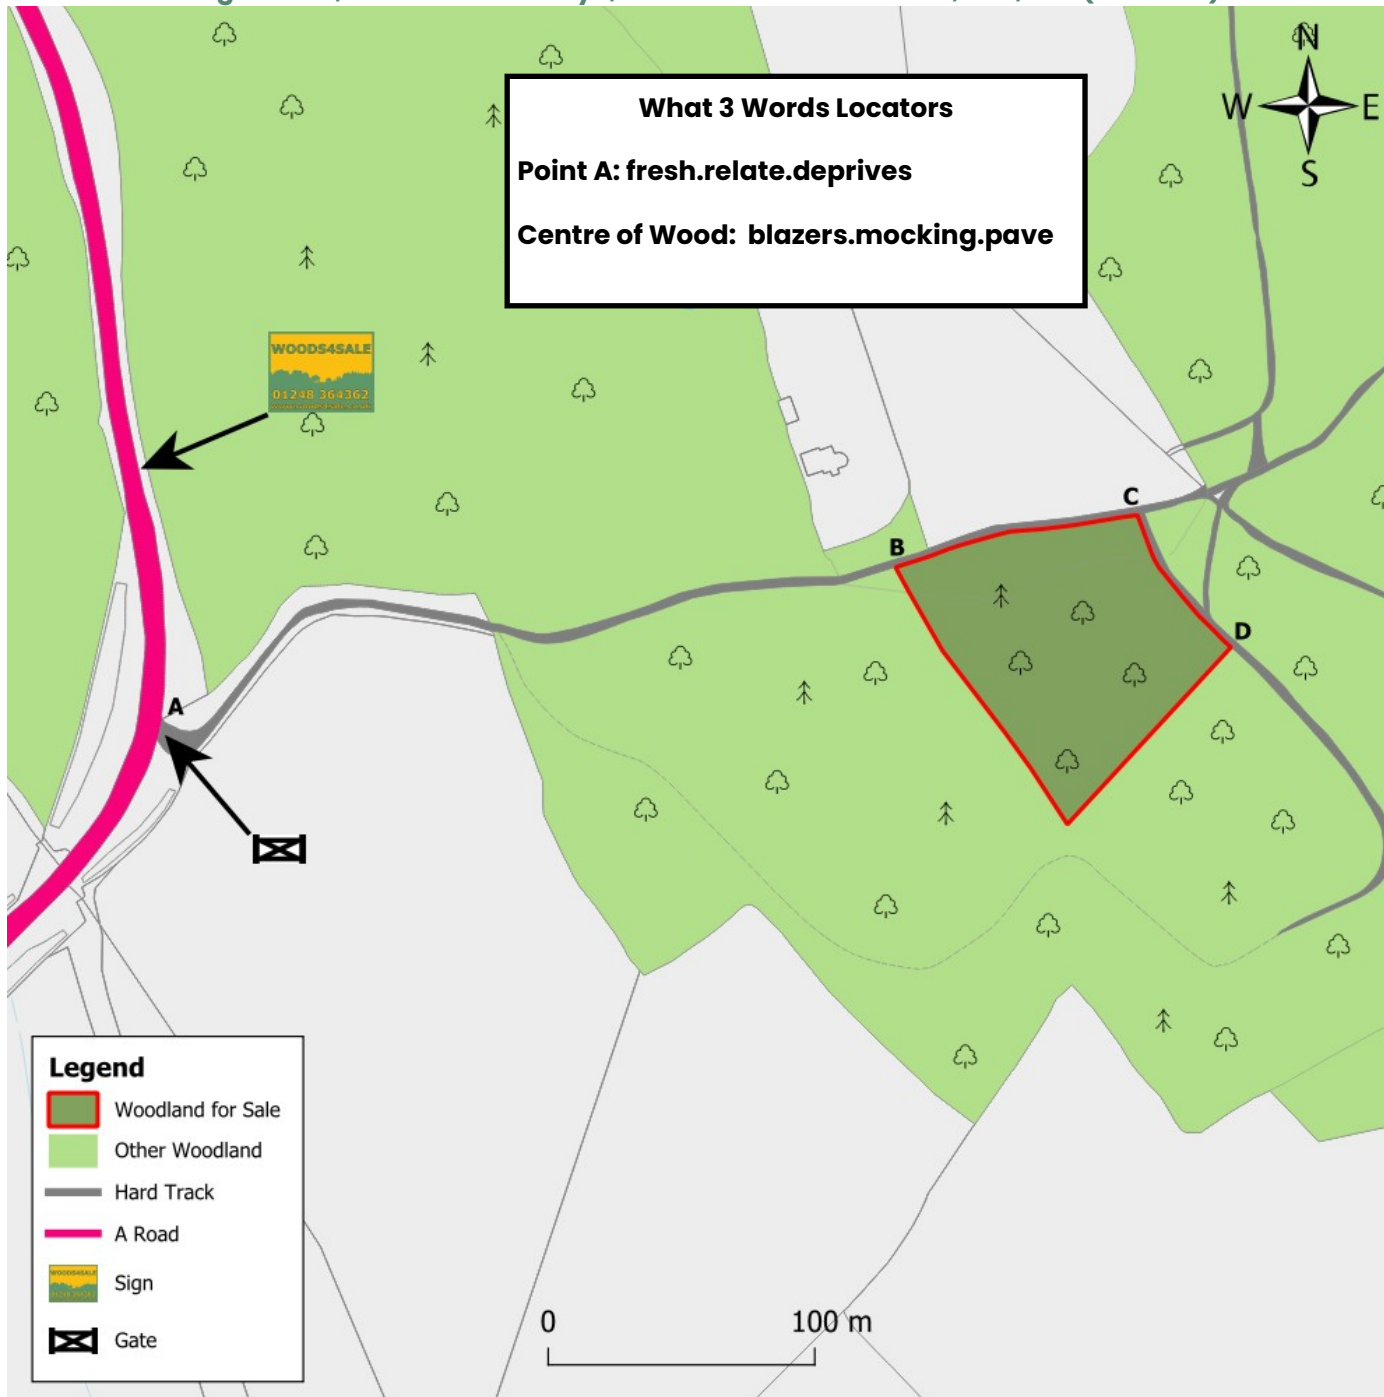 N
W E
S
What 3 Words Locators
Point A: fresh.relate.deprives
Centre of Wood: blazers.mocking.pave
WOODS4SALE
01248 364362
C
B
D
A
Legend
Woodland for Sale
Other Woodland
Hard Track
A Road
WOODS4SALE
Sign
Gate
0 100 m